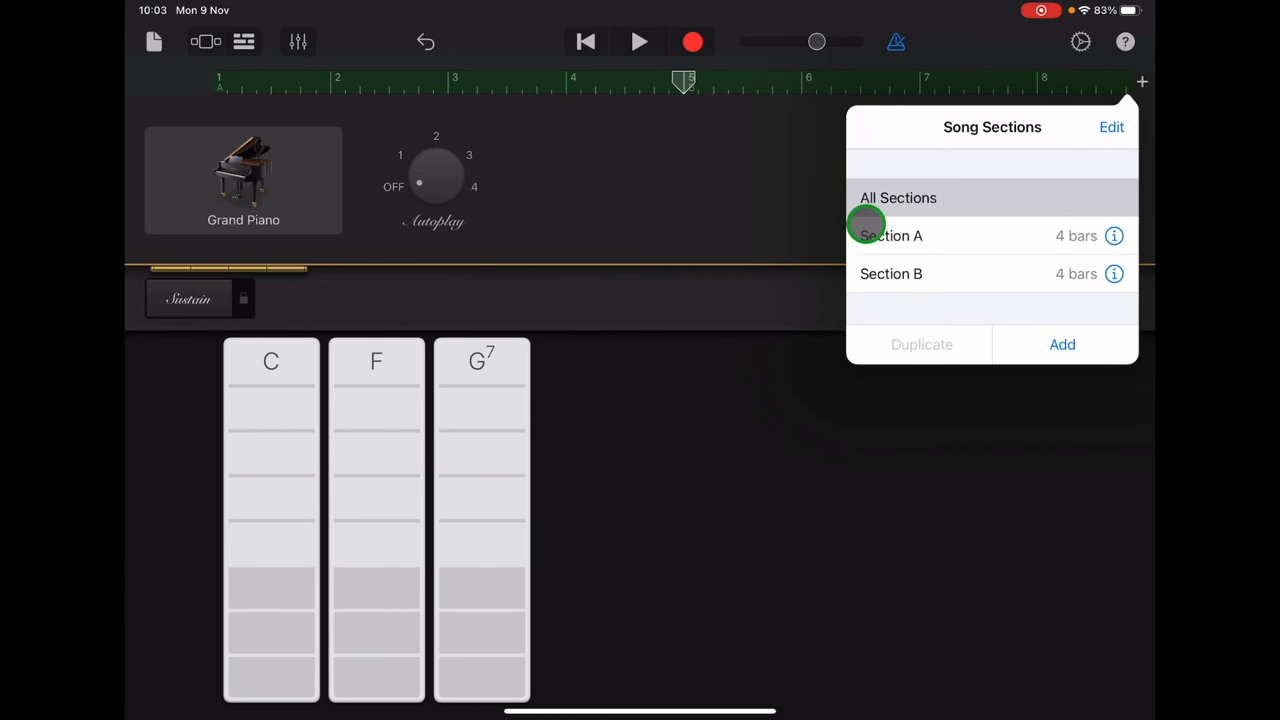 10:03 Mon 9 Nov 83%
1 2 3 4 5 6 7 8
A B
Song Sections Edit
All Sections
Section A 4 bars
Section B 4 bars
Duplicate Add
Grand Piano
OFF 1 2 3 4
Autoplay
Sustain
C F G7